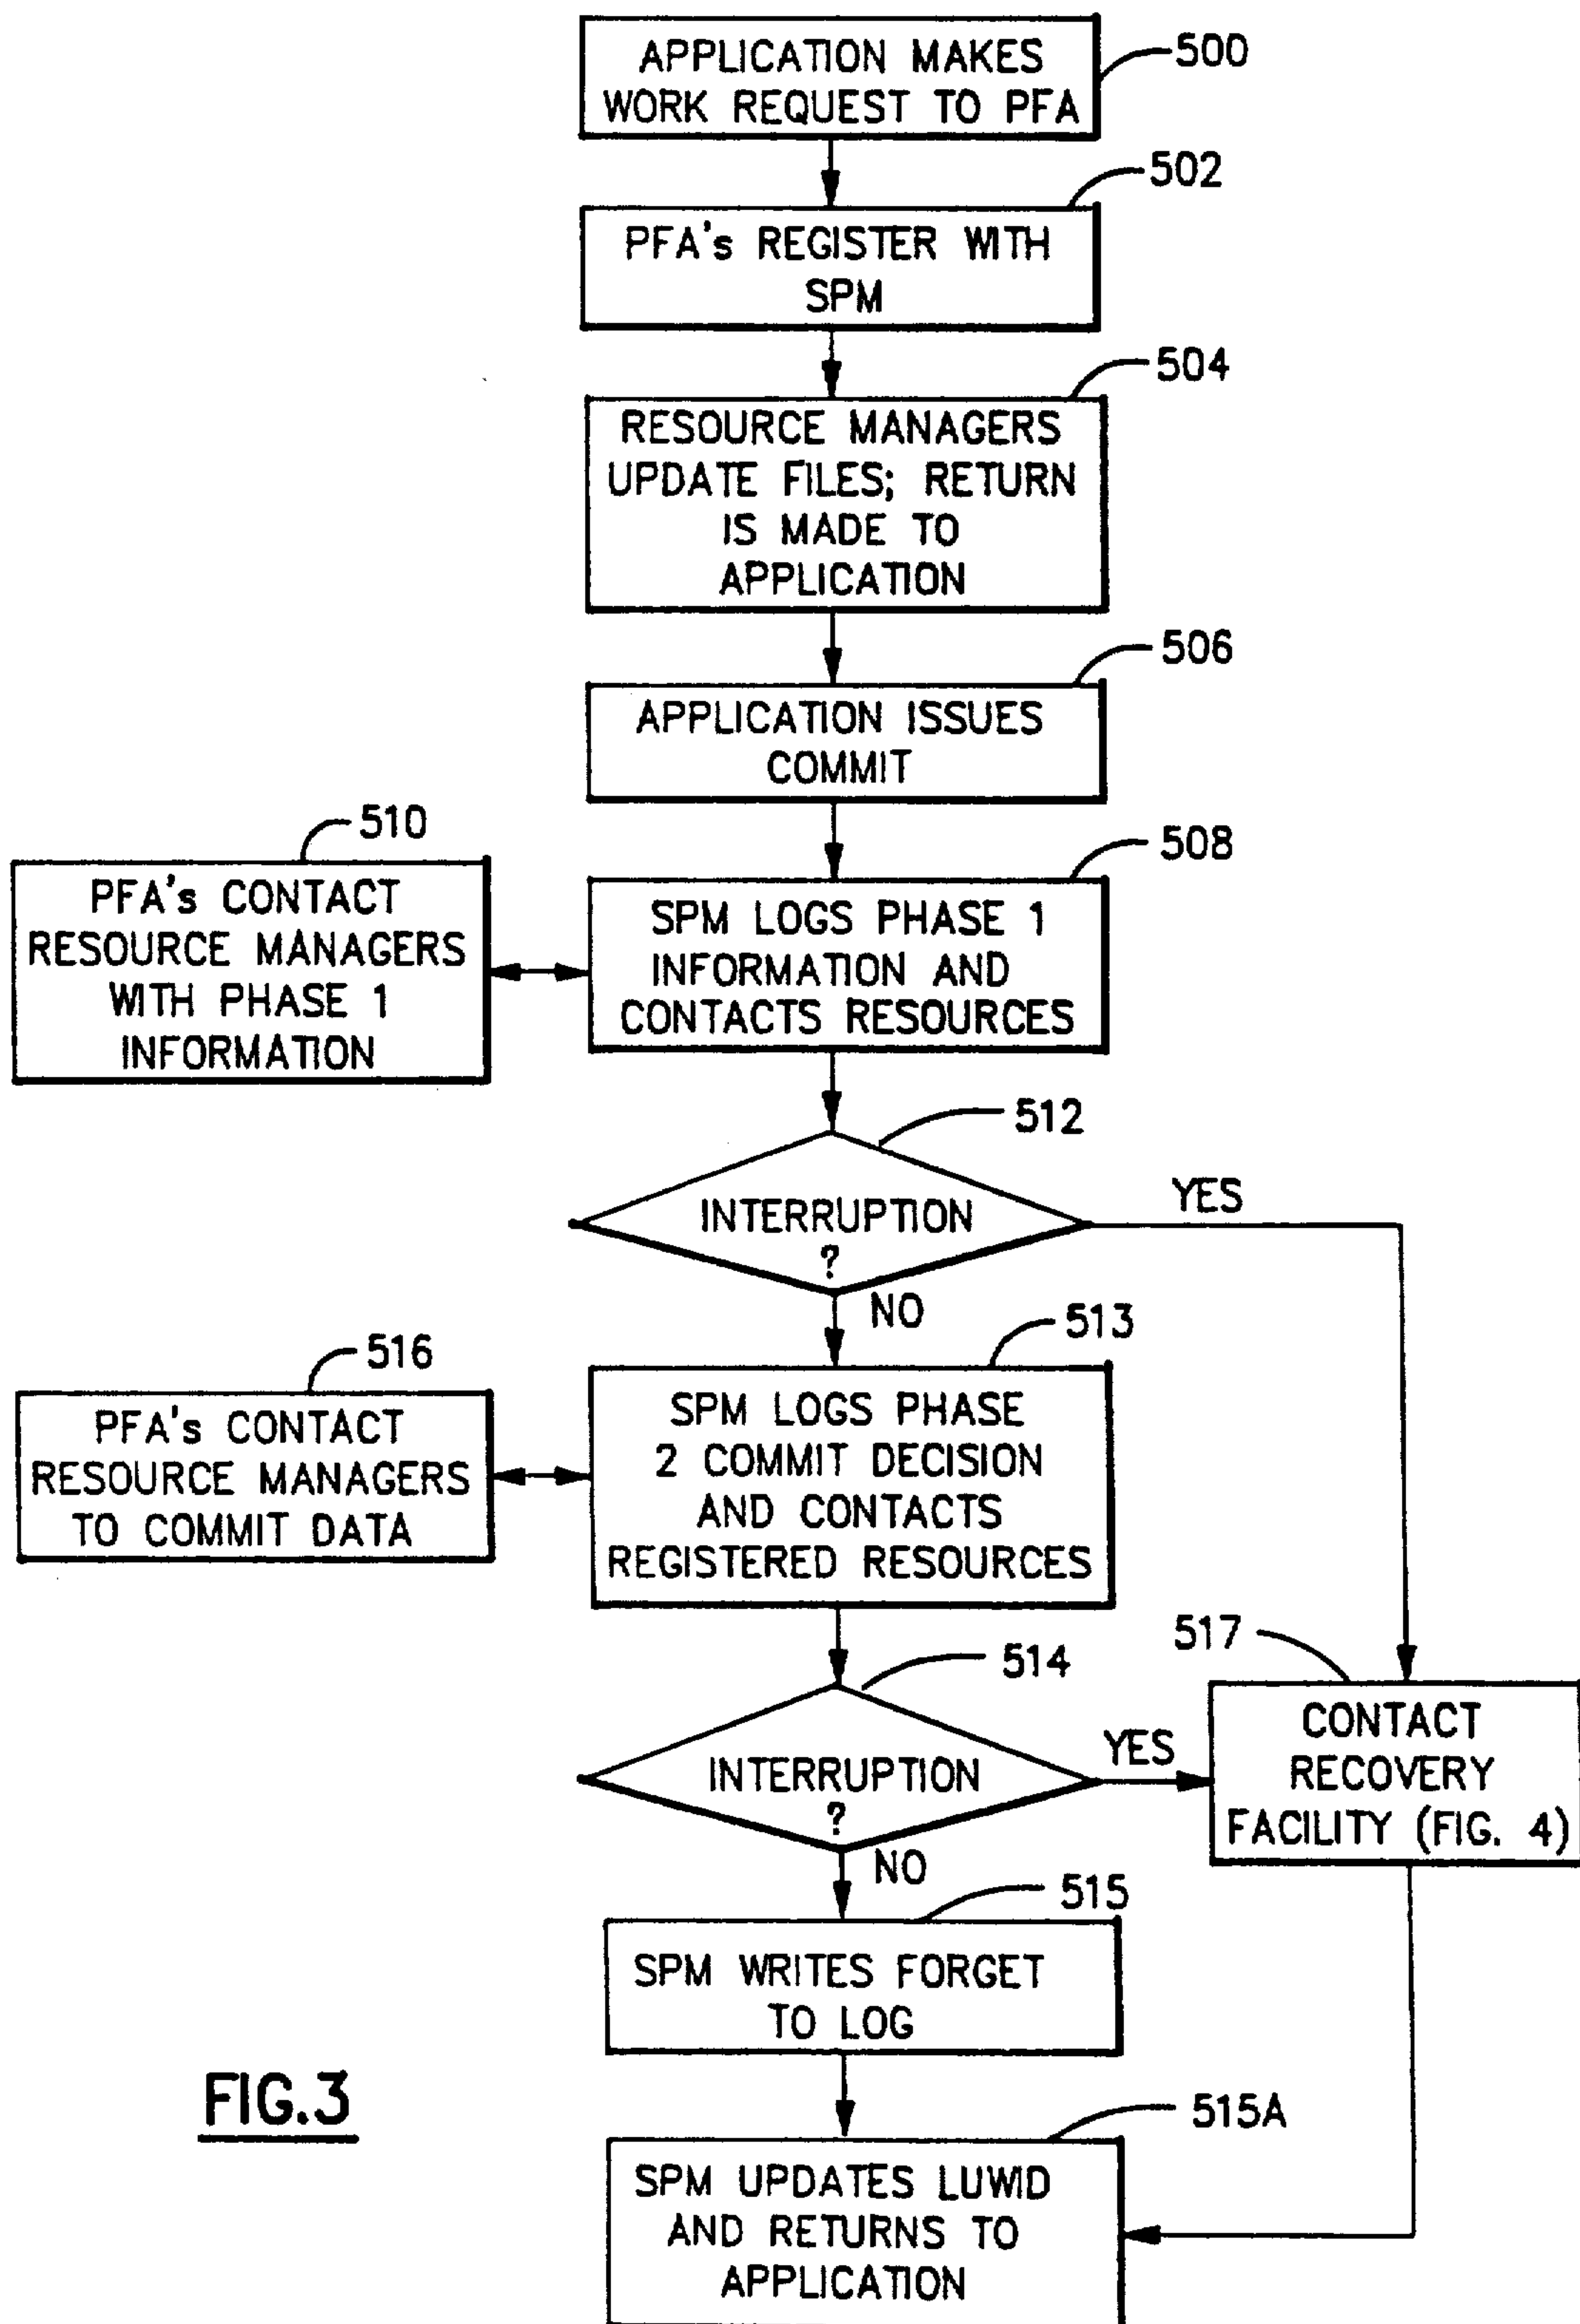 APPLICATION MAKES
WORK REQUEST TO PFA
500
502
PFA's REGISTER WITH
SPM
504
RESOURCE MANAGERS
UPDATE FILES; RETURN
IS MADE TO
APPLICATION
506
APPLICATION ISSUES
COMMIT
510
508
PFA's CONTACT
RESOURCE MANAGERS
WITH PHASE 1
INFORMATION
SPM LOGS PHASE 1
INFORMATION AND
CONTACTS RESOURCES
512
INTERRUPTION
?
YES
NO
516
513
PFA's CONTACT
RESOURCE MANAGERS
TO COMMIT DATA
SPM LOGS PHASE
2 COMMIT DECISION
AND CONTACTS
REGISTERED RESOURCES
514
INTERRUPTION
?
YES
NO
517
CONTACT
RECOVERY
FACILITY (FIG. 4)
515
SPM WRITES FORGET
TO LOG
515A
SPM UPDATES LUWID
AND RETURNS TO
APPLICATION
FIG.3